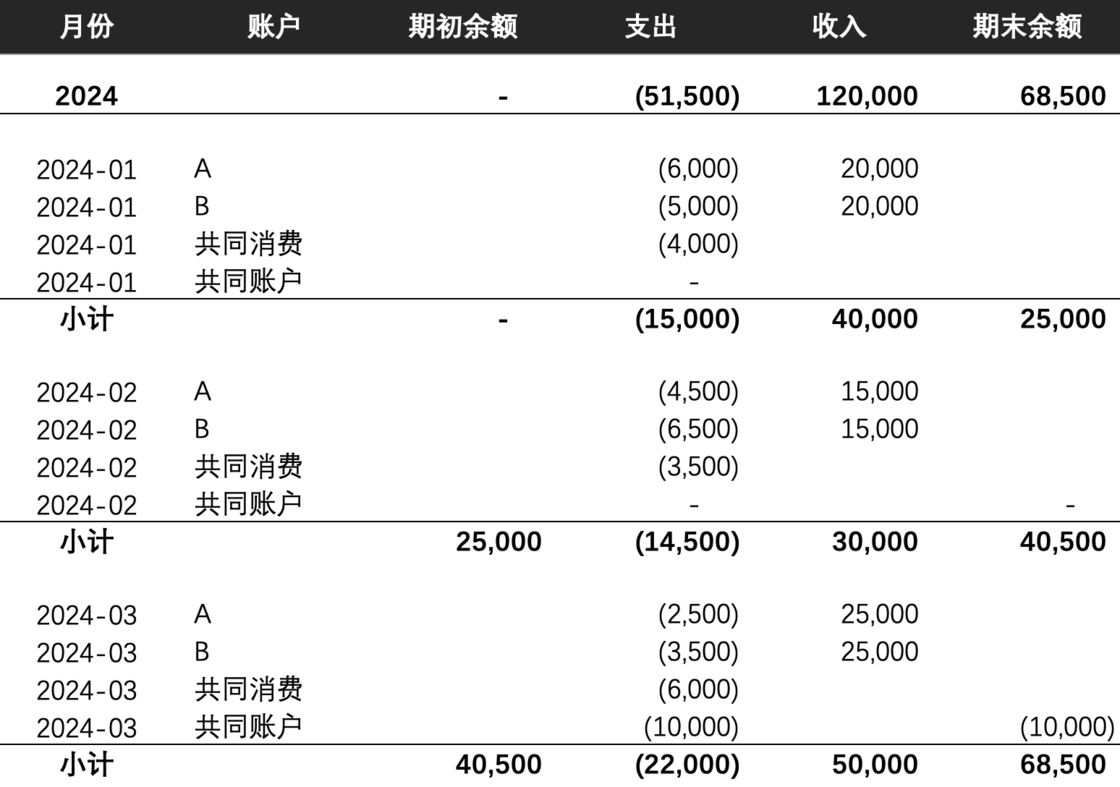 月份 账户 期初余额 支出 收入 期末余额
2024 - (51,500) 120,000 68,500
2024-01 A (6,000) 20,000
2024-01 B (5,000) 20,000
2024-01 共同消费 (4,000)
2024-01 共同账户 -
小计 - (15,000) 40,000 25,000
2024-02 A (4,500) 15,000
2024-02 B (6,500) 15,000
2024-02 共同消费 (3,500)
2024-02 共同账户 - -
小计 25,000 (14,500) 30,000 40,500
2024-03 A (2,500) 25,000
2024-03 B (3,500) 25,000
2024-03 共同消费 (6,000)
2024-03 共同账户 (10,000) (10,000)
小计 40,500 (22,000) 50,000 68,500